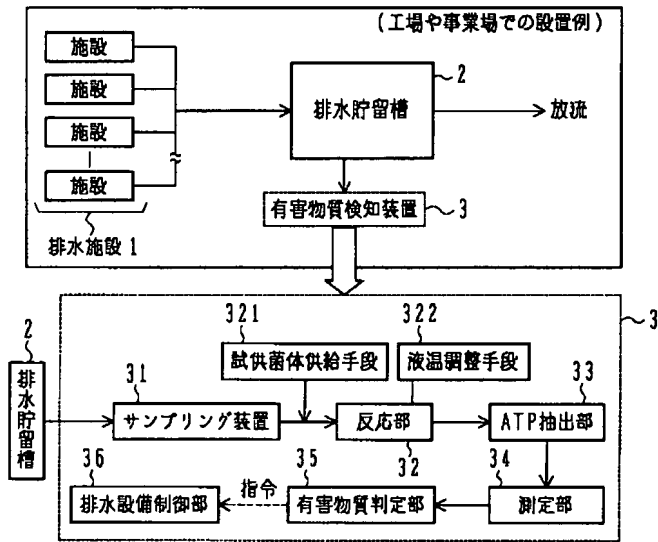 (工場や事業場での設置例)
施設
施設
施設
施設
排水施設1
2
排水貯留槽
放流
有害物質検知装置
3
3
2
排水貯留槽
31
サンプリング装置
321
試供菌体供給手段
322
液温調整手段
反応部
32
33
ATP抽出部
34
測定部
35
有害物質判定部
指令
36
排水設備制御部